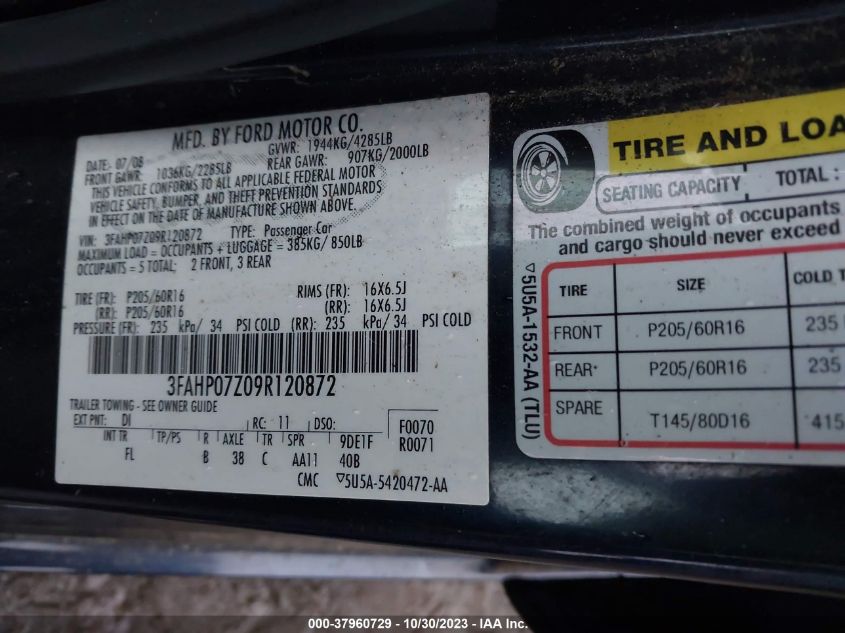 MFD. BY FORD MOTOR CO.
DATE: 07/08 GVWR: 1944KG/4285LB
FRONT GAWR: 1036KG/2285LB REAR GAWR: 907KG/2000LB
THIS VEHICLE CONFORMS TO ALL APPLICABLE FEDERAL MOTOR
VEHICLE SAFETY, BUMPER, AND THEFT PREVENTION STANDARDS
IN EFFECT ON THE DATE OF MANUFACTURE SHOWN ABOVE.
VIN: 3FAHP07Z09R120872 TYPE: Passenger Car
MAXIMUM LOAD = OCCUPANTS + LUGGAGE = 385KG/ 850LB
OCCUPANTS = 5 TOTAL: 2 FRONT, 3 REAR
TIRE (FR): P205/60R16 RIMS (FR): 16X6.5J
(RR): P205/60R16 (RR): 16X6.5J
PRESSURE (FR): 235 kPa/ 34 PSI COLD (RR): 235 kPa/ 34 PSI COLD
3FAHP07Z09R120872
TRAILER TOWING - SEE OWNER GUIDE
EXT PNT: DI RC: 11 DSO: F0070
INT TR TP/PS R AXLE TR SPR 9DE1F R0071
FL B 38 C AA11 40B
CMC ▽5U5A-5420472-AA
TIRE AND LOA
SEATING CAPACITY TOTAL :
The combined weight of occupants
and cargo should never exceed
TIRE SIZE COLD T
FRONT P205/60R16 235
REAR* P205/60R16 235
SPARE T145/80D16 415
▽5U5A-1532-AA (TLU)
000-37960729 - 10/30/2023 - IAA Inc.